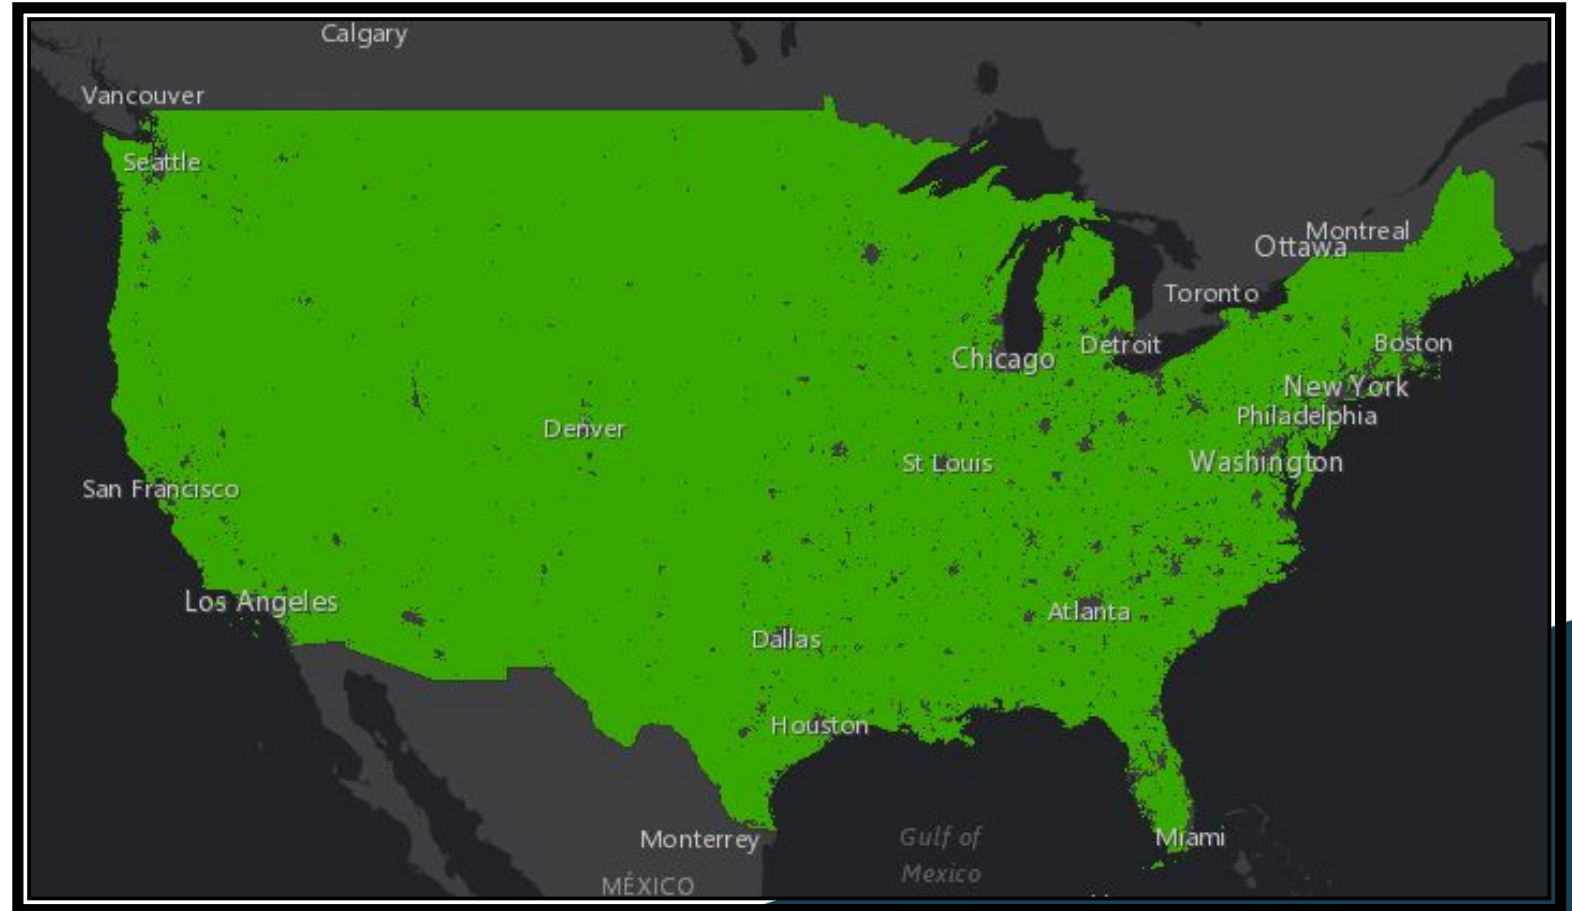 Calgary
Vancouver
Seattle
Montreal
Ottawa
Toronto
Boston
Detroit
Chicago
New York
Philadelphia
Denver
St Louis
Washington
San Francisco
Los Angeles
Atlanta
Dallas
Houston
Monterrey
Gulf of
Mexico
Miami
MÉXICO